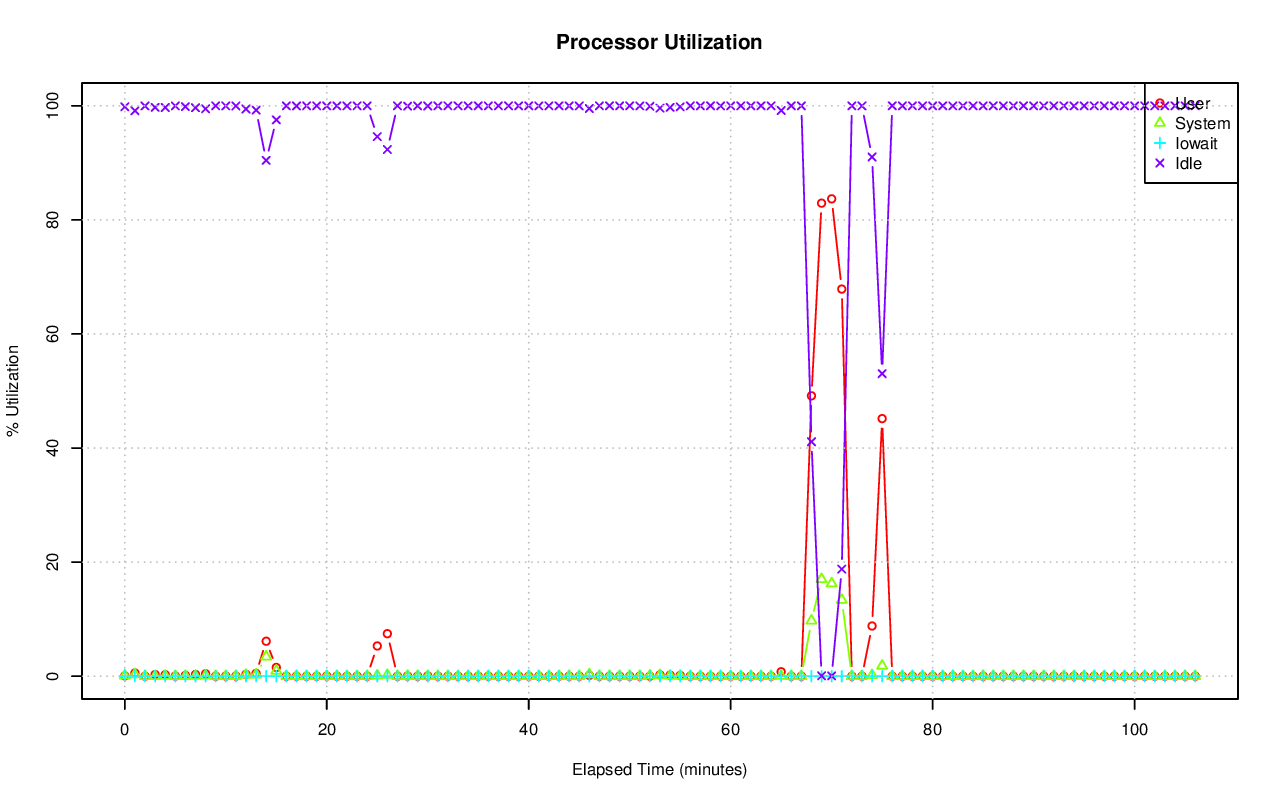 Processor Utilization
% Utilization
100
80
60
40
20
0
User
System
Iowait
Idle
0 20 40 60 80 100
Elapsed Time (minutes)